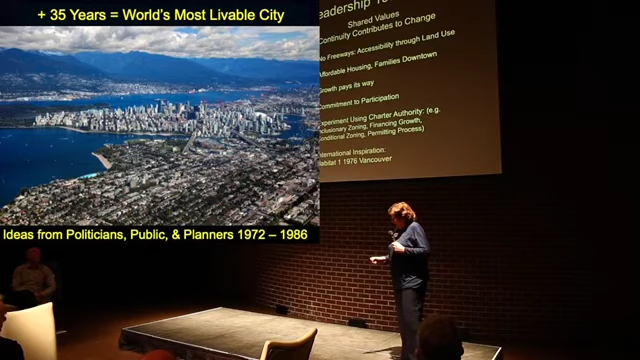 + 35 Years = World's Most Livable City
Ideas from Politicians, Public, & Planners 1972 – 1986
Shared Values
Continuity Contributes to Change
Freeways: Accessibility through Land Use
Housing, Families Downtown
pays its way
Commitment to Participation
Using Charter Authority: (e.g.
Zoning, Financing Growth,
Zoning, Permitting Process)
Inspiration:
1 1976 Vancouver